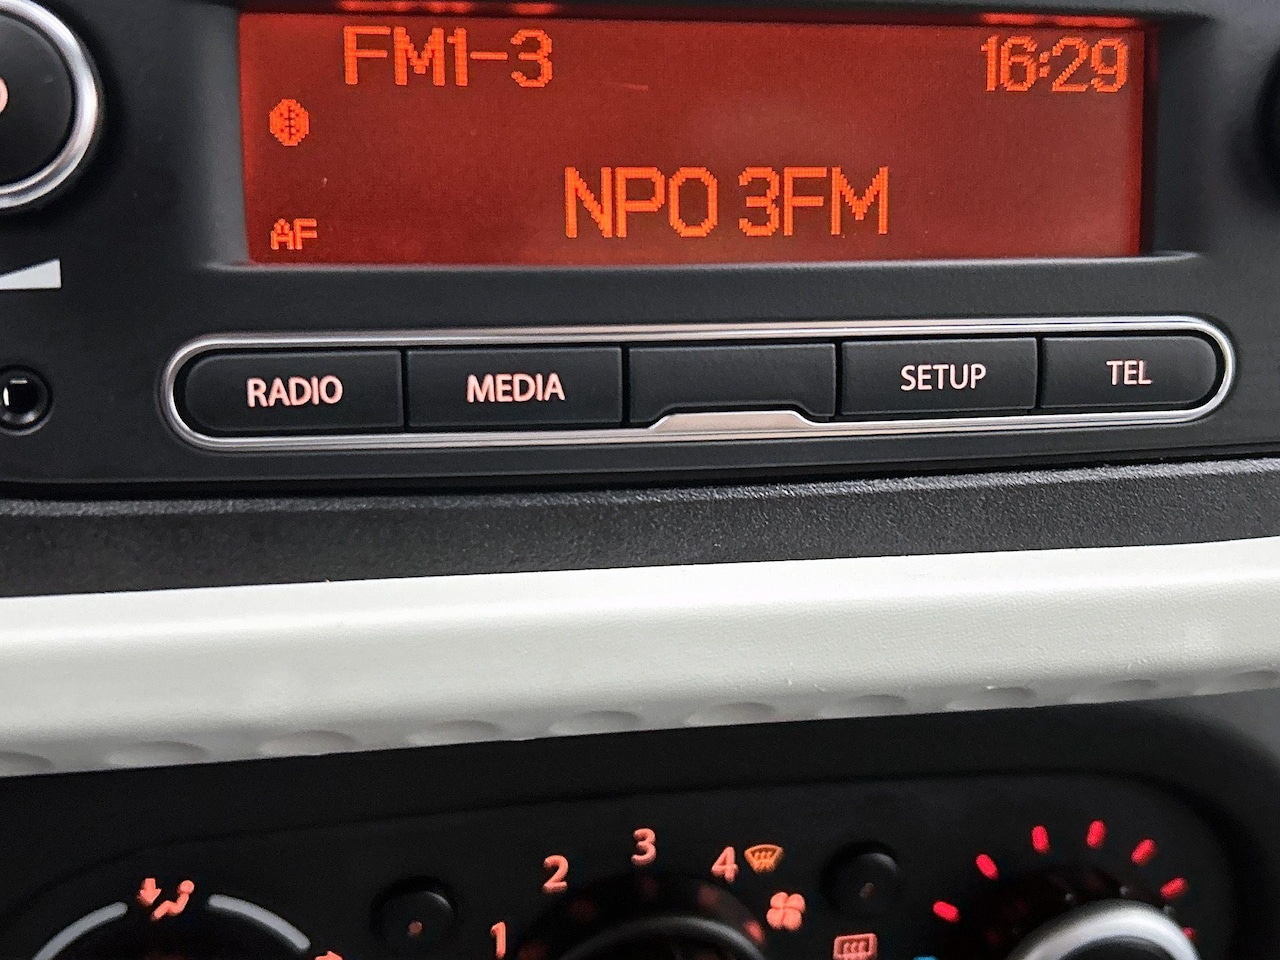 FM1-3 16:29
NPO 3FM
AF
RADIO MEDIA SETUP TEL
1 2 3 4